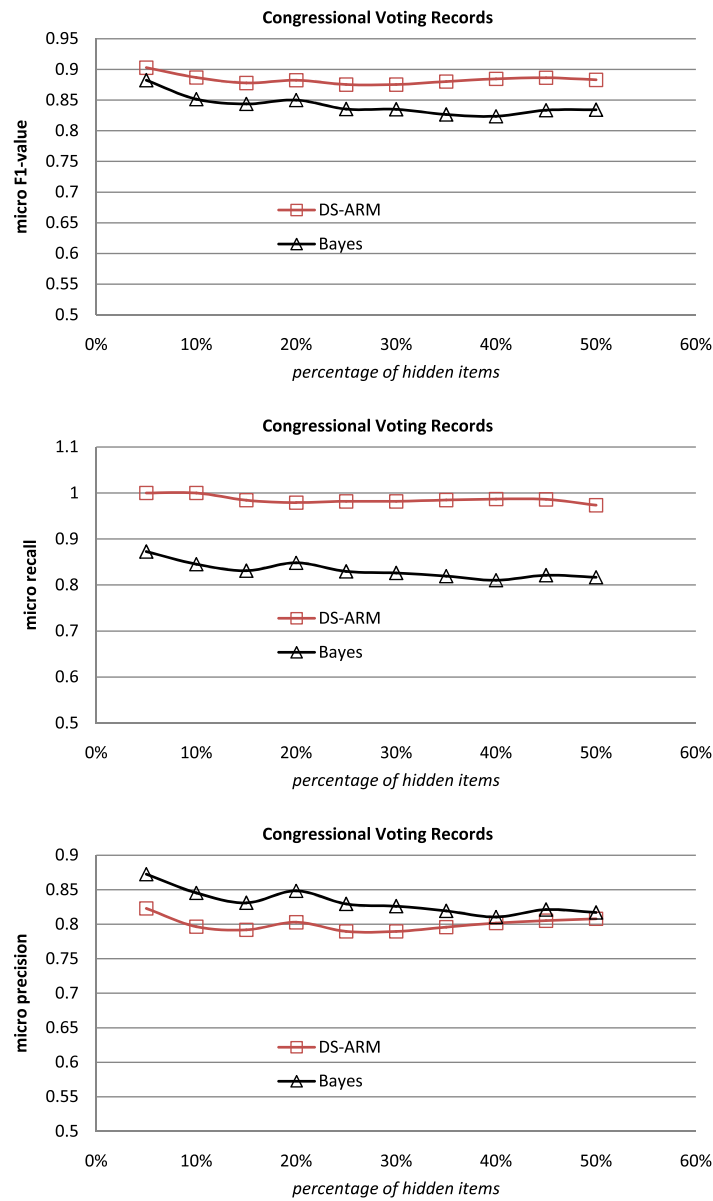 Congressional Voting Records
micro F1-value
0.95
0.9
0.85
0.8
0.75
0.7
0.65
0.6
0.55
0.5
DS-ARM
Bayes
0% 10% 20% 30% 40% 50% 60%
percentage of hidden items
Congressional Voting Records
micro recall
1.1
1
0.9
0.8
0.7
0.6
0.5
DS-ARM
Bayes
0% 10% 20% 30% 40% 50% 60%
percentage of hidden items
Congressional Voting Records
micro precision
0.9
0.85
0.8
0.75
0.7
0.65
0.6
0.55
0.5
DS-ARM
Bayes
0% 10% 20% 30% 40% 50% 60%
percentage of hidden items